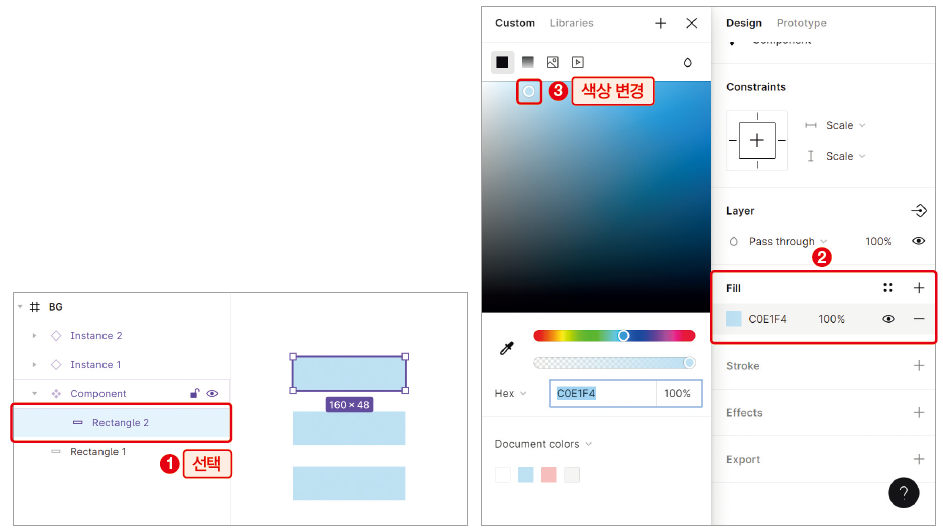 BG
Instance 2
Instance 1
Component
Rectangle 2
Rectangle 1
1 선택
160 × 48
Custom Libraries
3 색상 변경
Hex C0E1F4 100%
Document colors
Design Prototype
Component
Constraints
Scale
Scale
Layer
Pass through 100%
2
Fill
C0E1F4 100%
Stroke
Effects
Export
?